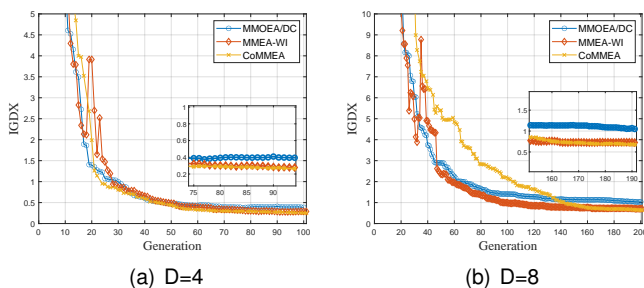 5
4.5
4
3.5
3
2.5
2
1.5
1
0.5
0
IGDX
0 10 20 30 40 50 60 70 80 90 100
Generation
MMOEA/DC
MMEA-WI
CoMMEA
1
0.8
0.6
0.4
0.2
0
75 80 85 90
(a) D=4
10
9
8
7
6
5
4
3
2
1
0
IGDX
0 20 40 60 80 100 120 140 160 180 200
Generation
MMOEA/DC
MMEA-WI
CoMMEA
1.5
1
0.5
160 170 180 190
(b) D=8